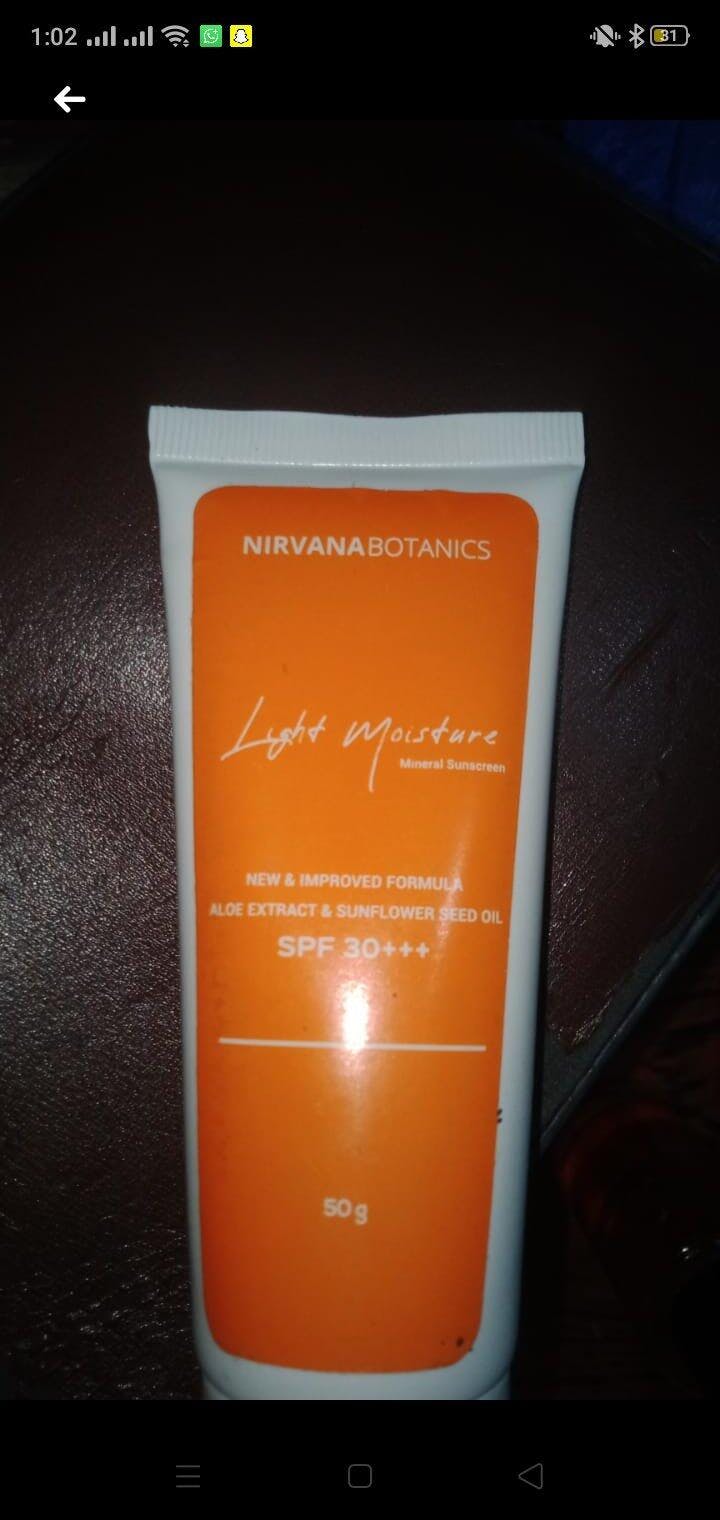 1:02
31
NIRVANABOTANICS
Light Moisture
Mineral Sunscreen
NEW & IMPROVED FORMULA
ALOE EXTRACT & SUNFLOWER SEED OIL
SPF 30+++
50g